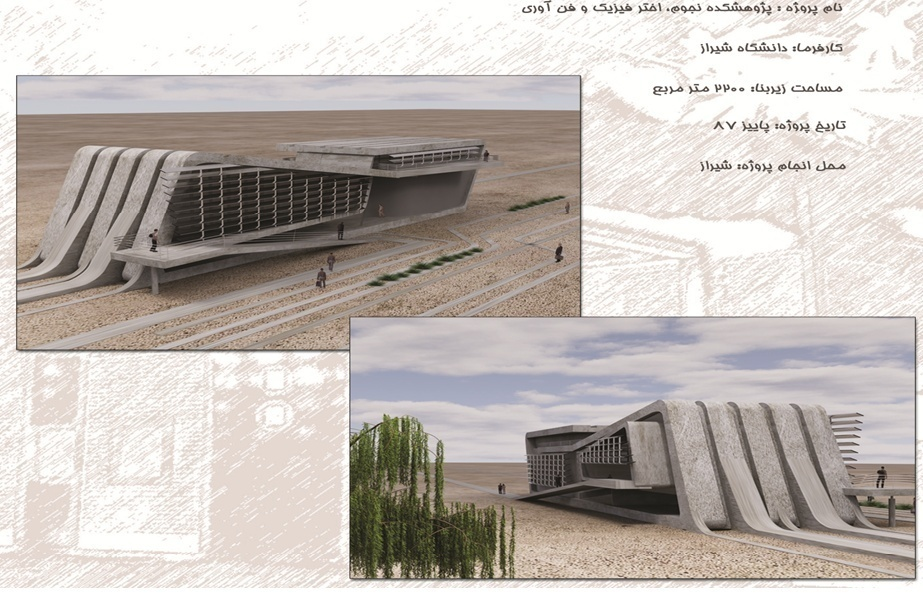 نام پروژه : پژوهشکده نجوم، اختر فیزیک و فن آوری
کارفرما: دانشگاه شیراز
مساحت زیربنا: ۲۲۰۰ متر مربع
تاریخ پروژه: پاییز ۸۷
محل انجام پروژه: شیراز